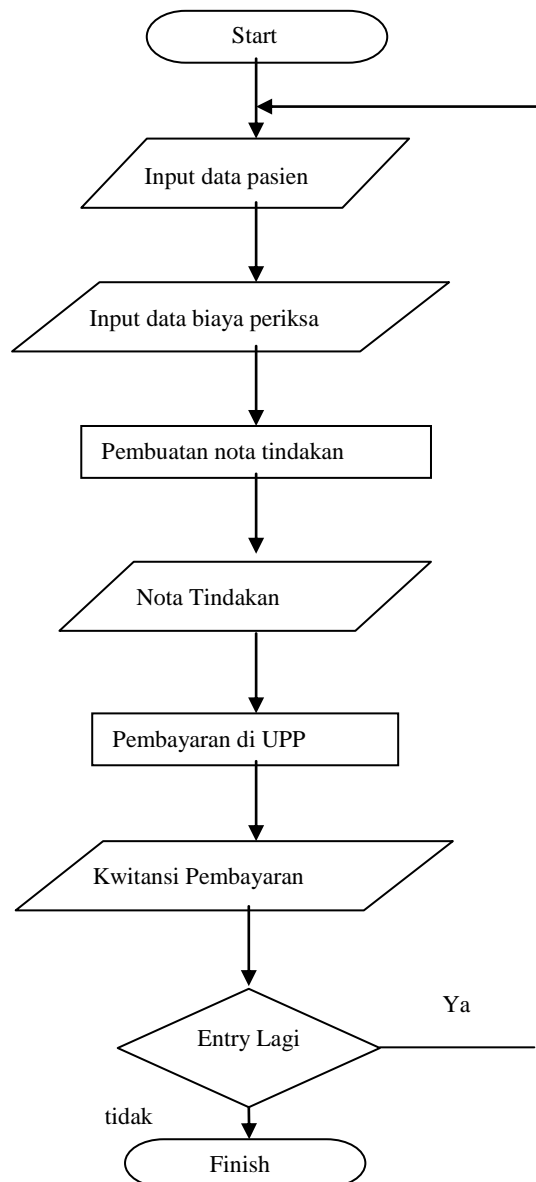 Start
Input data pasien
Input data biaya periksa
Pembuatan nota tindakan
Nota Tindakan
Pembayaran di UPP
Kwitansi Pembayaran
Ya
Entry Lagi
tidak
Finish